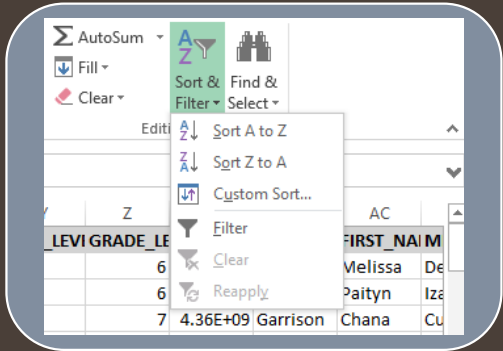 Σ AutoSum
Fill
Clear
Sort & Filter
Find & Select
Editi
Sort A to Z
Sort Z to A
Custom Sort...
Filter
Clear
Reapply
Z AC
_LEVI GRADE_LE FIRST_NAI M
6 Melissa De
6 Paityn Iza
7 4.36E+09 Garrison Chana Cu